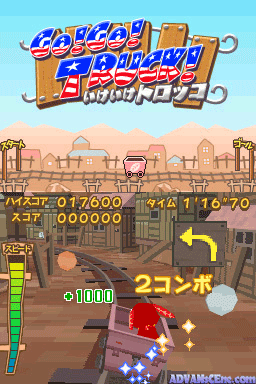 Go!Go!
TRUCK!
いけいけトロッコ
スタート
ゴール
ハイスコア 017600
タイム 1'16"70
スコア 000000
スピード
2コンボ
+1000
ADVANsCEne.com